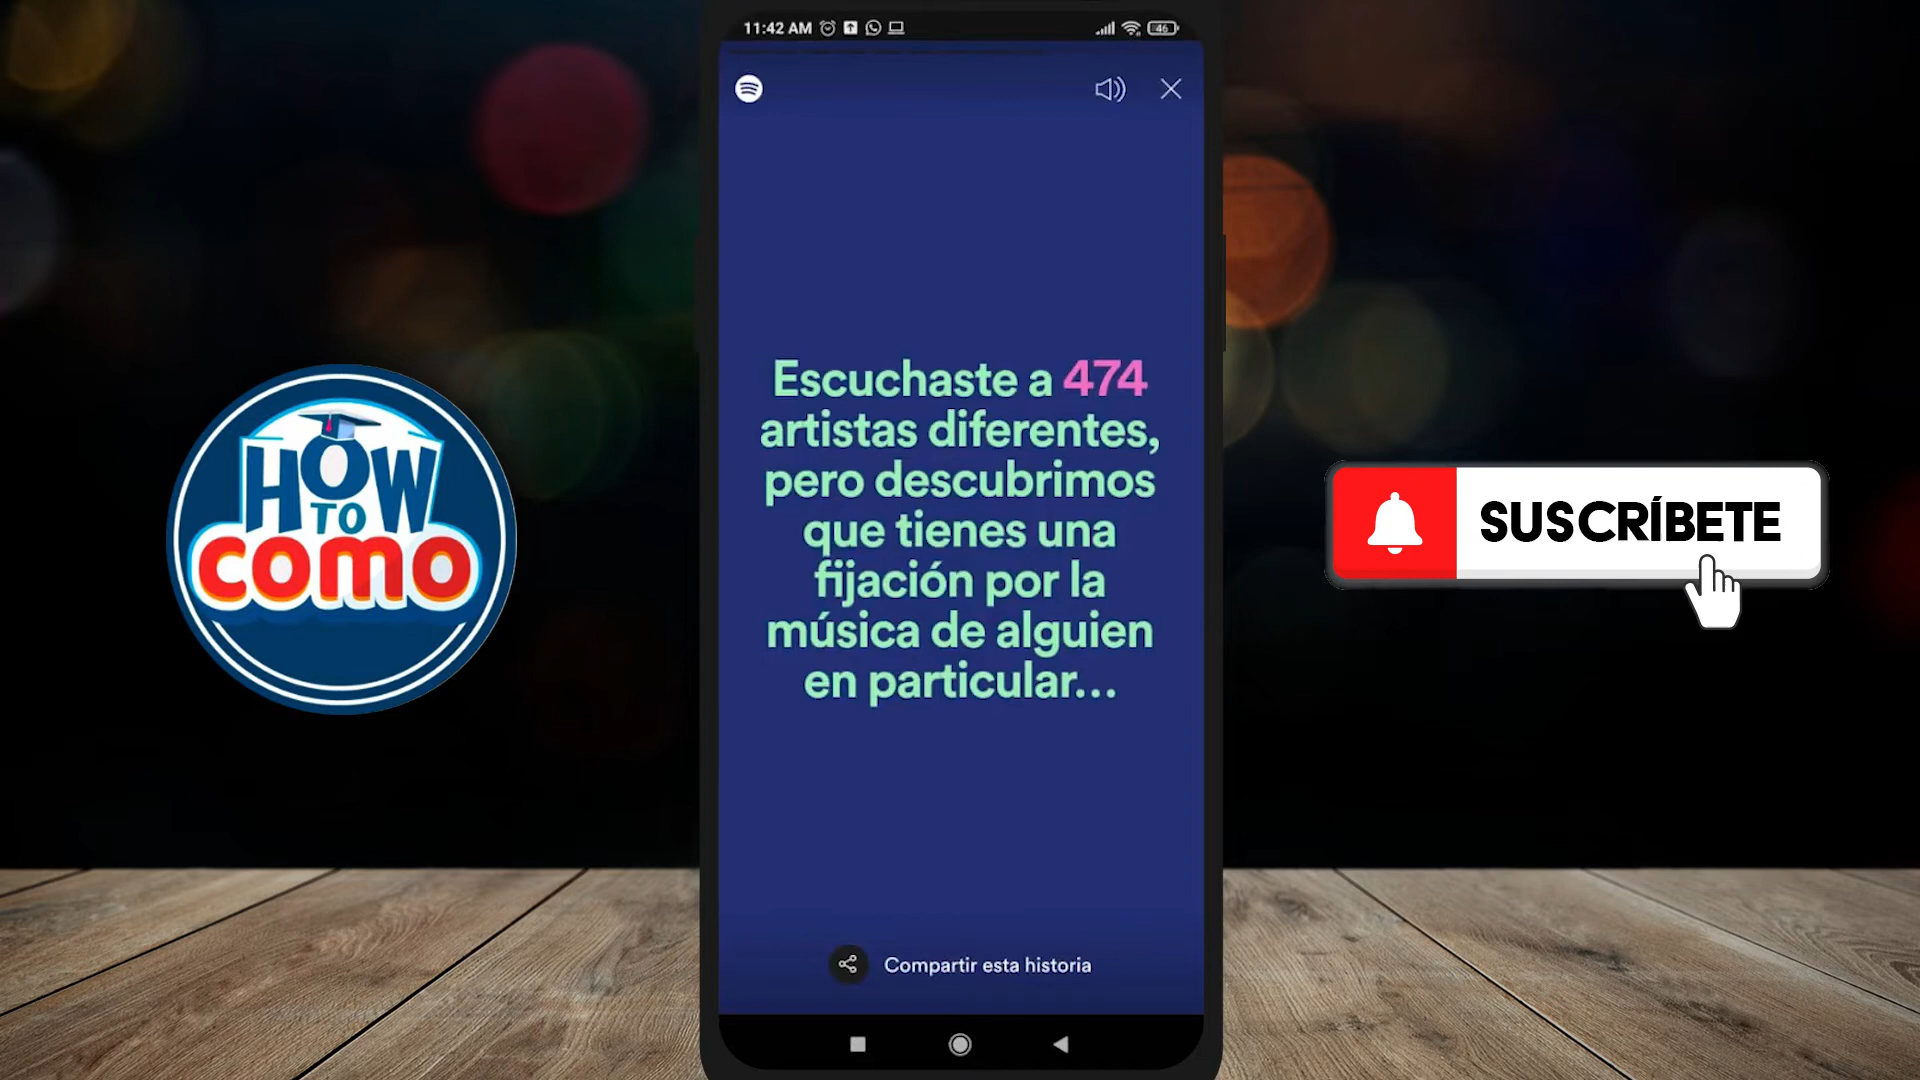 11:42 AM
46
Escuchaste a 474
artistas diferentes,
pero descubrimos
que tienes una
fijación por la
música de alguien
en particular...
Compartir esta historia
HOW
TO
COMO
SUSCRÍBETE